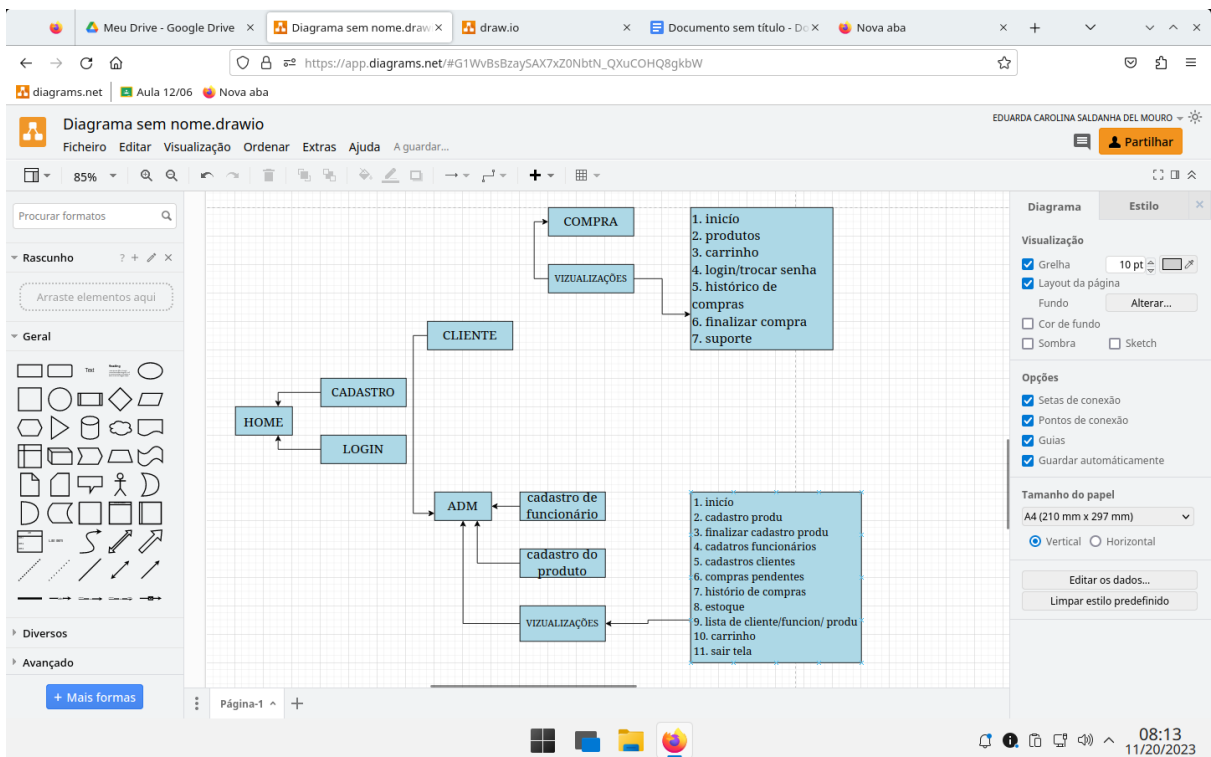 Meu Drive - Google Drive
Diagrama sem nome.draw
draw.io
Documento sem título - Do
Nova aba
https://app.diagrams.net/#G1WvBsBzaySAX7xZ0NbtN_QXuCOHQ8gkbW
diagrams.net
Aula 12/06
Nova aba
Diagrama sem nome.drawio
EDUARDA CAROLINA SALDANHA DEL MOURO
Ficheiro Editar Visualização Ordenar Extras Ajuda A guardar...
Partilhar
85%
Procurar formatos
Rascunho
Arraste elementos aqui
Geral
Text
Heading
Diversos
Avançado
+ Mais formas
COMPRA
VIZUALIZAÇÕES
1. inicío
2. produtos
3. carrinho
4. login/trocar senha
5. histórico de
compras
6. finalizar compra
7. suporte
CLIENTE
CADASTRO
HOME
LOGIN
ADM
cadastro de
funcionário
cadastro do
produto
VIZUALIZAÇÕES
1. inicío
2. cadastro produ
3. finalizar cadastro produ
4. cadatros funcionários
5. cadastros clientes
6. compras pendentes
7. histório de compras
8. estoque
9. lista de cliente/funcion/ produ
10. carrinho
11. sair tela
Diagrama
Estilo
Visualização
Grelha
10 pt
Layout da página
Fundo
Alterar...
Cor de fundo
Sombra
Sketch
Opções
Setas de conexão
Pontos de conexão
Guias
Guardar automáticamente
Tamanho do papel
A4 (210 mm x 297 mm)
Vertical
Horizontal
Editar os dados...
Limpar estilo predefinido
Página-1
08:13
11/20/2023